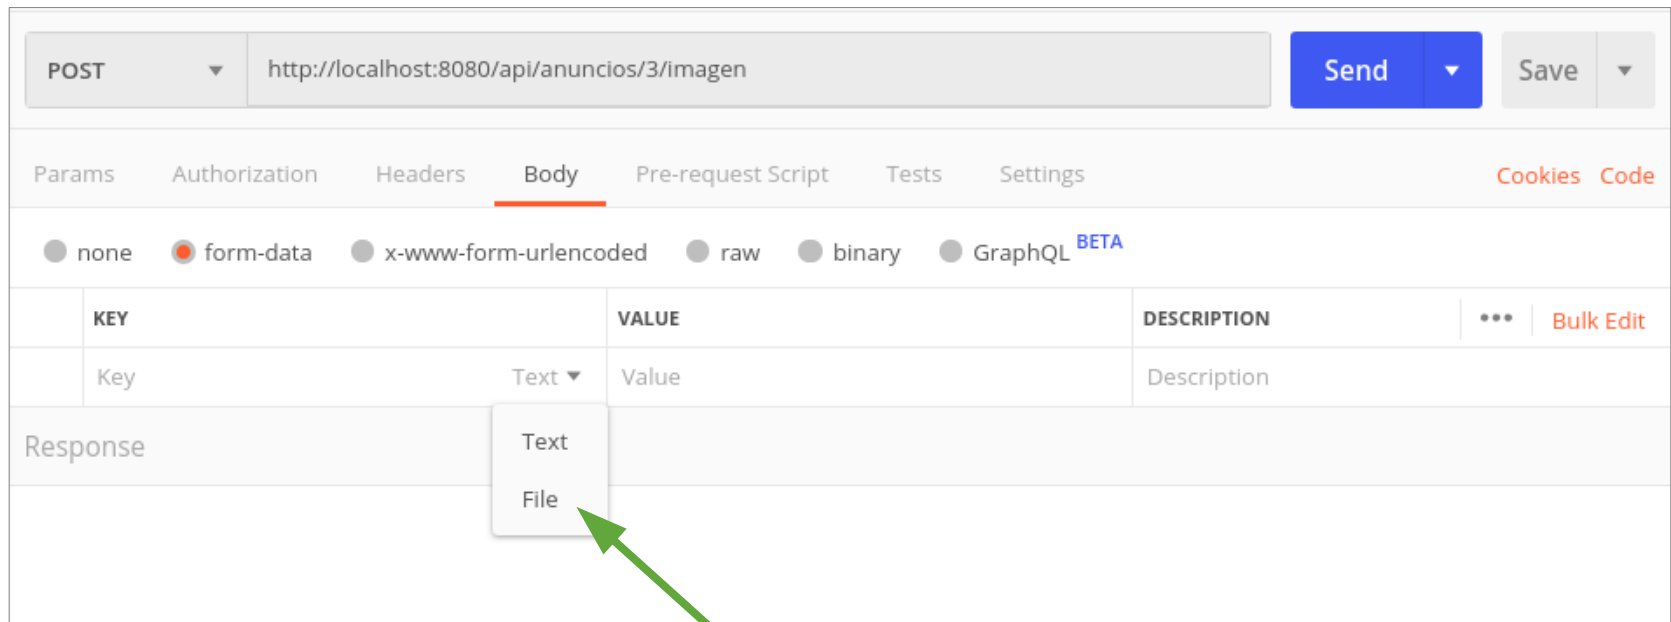 POST http://localhost:8080/api/anuncios/3/imagen Send Save
Params Authorization Headers Body Pre-request Script Tests Settings Cookies Code
none form-data x-www-form-urlencoded raw binary GraphQL BETA
KEY VALUE DESCRIPTION ••• Bulk Edit
Key Text Value Description
Text
Response
File